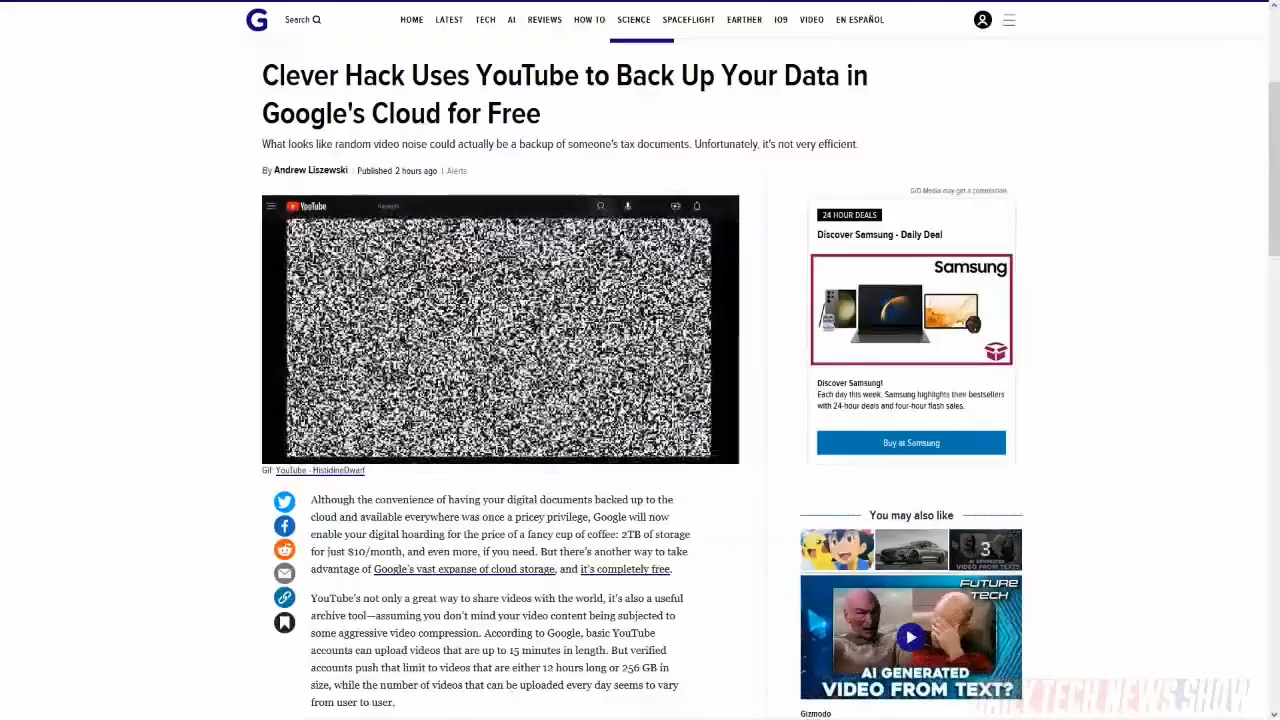 G
Search
HOME LATEST TECH AI REVIEWS HOW TO SCIENCE SPACEFLIGHT EARTHER IO9 VIDEO EN ESPAÑOL
Clever Hack Uses YouTube to Back Up Your Data in
Google's Cloud for Free
What looks like random video noise could actually be a backup of someone's tax documents. Unfortunately, it's not very efficient.
By Andrew Liszewski | Published 2 hours ago | Alerts
YouTube
Search
Gif: YouTube - HistidineDwarf
Although the convenience of having your digital documents backed up to the
cloud and available everywhere was once a pricey privilege, Google will now
enable your digital hoarding for the price of a fancy cup of coffee: 2TB of storage
for just $10/month, and even more, if you need. But there's another way to take
advantage of Google's vast expanse of cloud storage, and it's completely free.
YouTube's not only a great way to share videos with the world, it's also a useful
archive tool—assuming you don't mind your video content being subjected to
some aggressive video compression. According to Google, basic YouTube
accounts can upload videos that are up to 15 minutes in length. But verified
accounts push that limit to videos that are either 12 hours long or 256 GB in
size, while the number of videos that can be uploaded every day seems to vary
from user to user.
G/O Media may get a commission
24 HOUR DEALS
Discover Samsung - Daily Deal
Samsung
Discover Samsung!
Each day this week, Samsung highlights their bestsellers
with 24-hour deals and four-hour flash sales.
Buy at Samsung
You may also like
3
AI GENERATED
VIDEO FROM TEXT?
FUTURE
TECH
AI GENERATED
VIDEO FROM TEXT?
Gizmodo
DAILY TECH NEWS SHOW